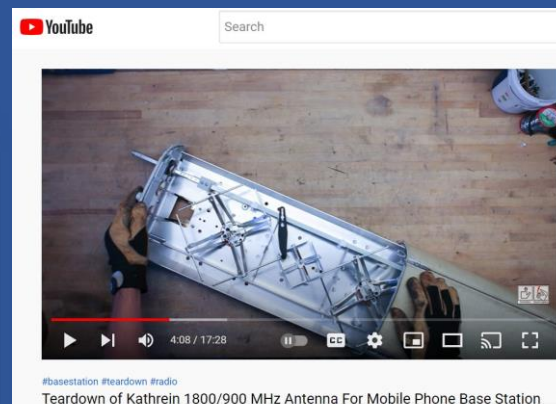 YouTube
Search
4:08 / 17:28
CC
#basestation #teardown #radio
Teardown of Kathrein 1800/900 MHz Antenna For Mobile Phone Base Station